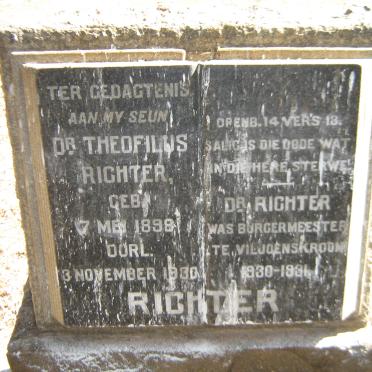 TER GEDAGTENIS
AAN MY SEUN
DR THEOFILUS
RICHTER
GEB.
7 MEI 1898
OORL.
3 NOVEMBER
OPENB. 14 VERS 13.
SALIG IS DIE DODE WAT
IN DIE HERE STERWE
DR. RICHTER
WAS BURGERMEESTER
TE VILJOENSKROON
1930-1931
RICHTER